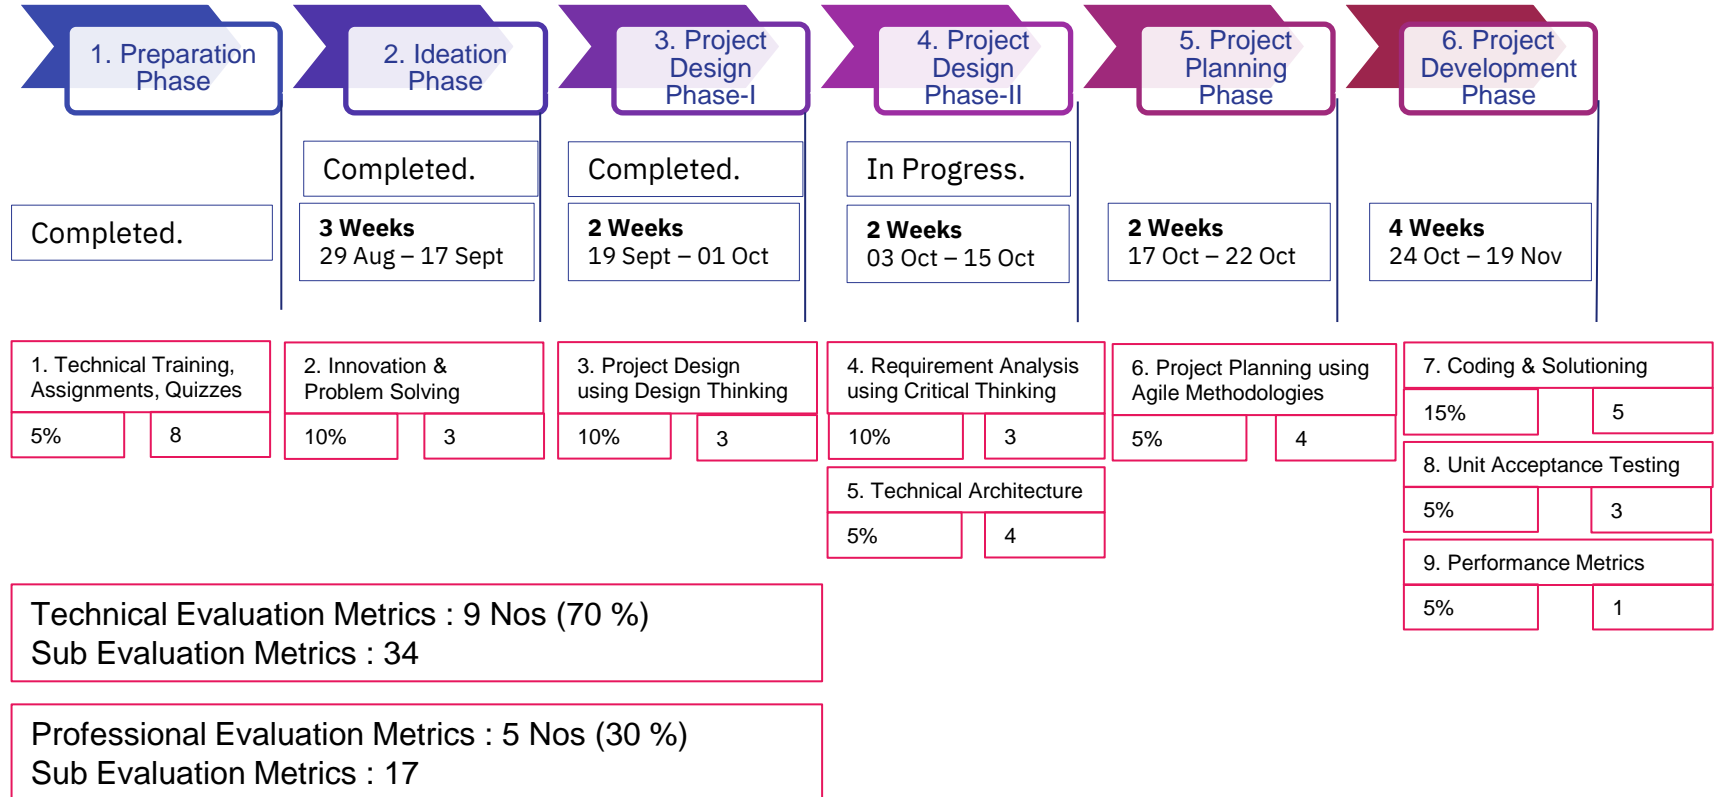 1. Preparation
Phase
2. Ideation
Phase
3. Project
Design
Phase-I
4. Project
Design
Phase-II
5. Project
Planning
Phase
6. Project
Development
Phase
Completed.
Completed.
3 Weeks
29 Aug – 17 Sept
Completed.
2 Weeks
19 Sept – 01 Oct
In Progress.
2 Weeks
03 Oct – 15 Oct
2 Weeks
17 Oct – 22 Oct
4 Weeks
24 Oct – 19 Nov
1. Technical Training,
Assignments, Quizzes
5%
8
2. Innovation &
Problem Solving
10%
3
3. Project Design
using Design Thinking
10%
3
4. Requirement Analysis
using Critical Thinking
10%
3
5. Technical Architecture
5%
4
6. Project Planning using
Agile Methodologies
5%
4
7. Coding & Solutioning
15%
5
8. Unit Acceptance Testing
5%
3
9. Performance Metrics
5%
1
Technical Evaluation Metrics : 9 Nos (70 %)
Sub Evaluation Metrics : 34
Professional Evaluation Metrics : 5 Nos (30 %)
Sub Evaluation Metrics : 17